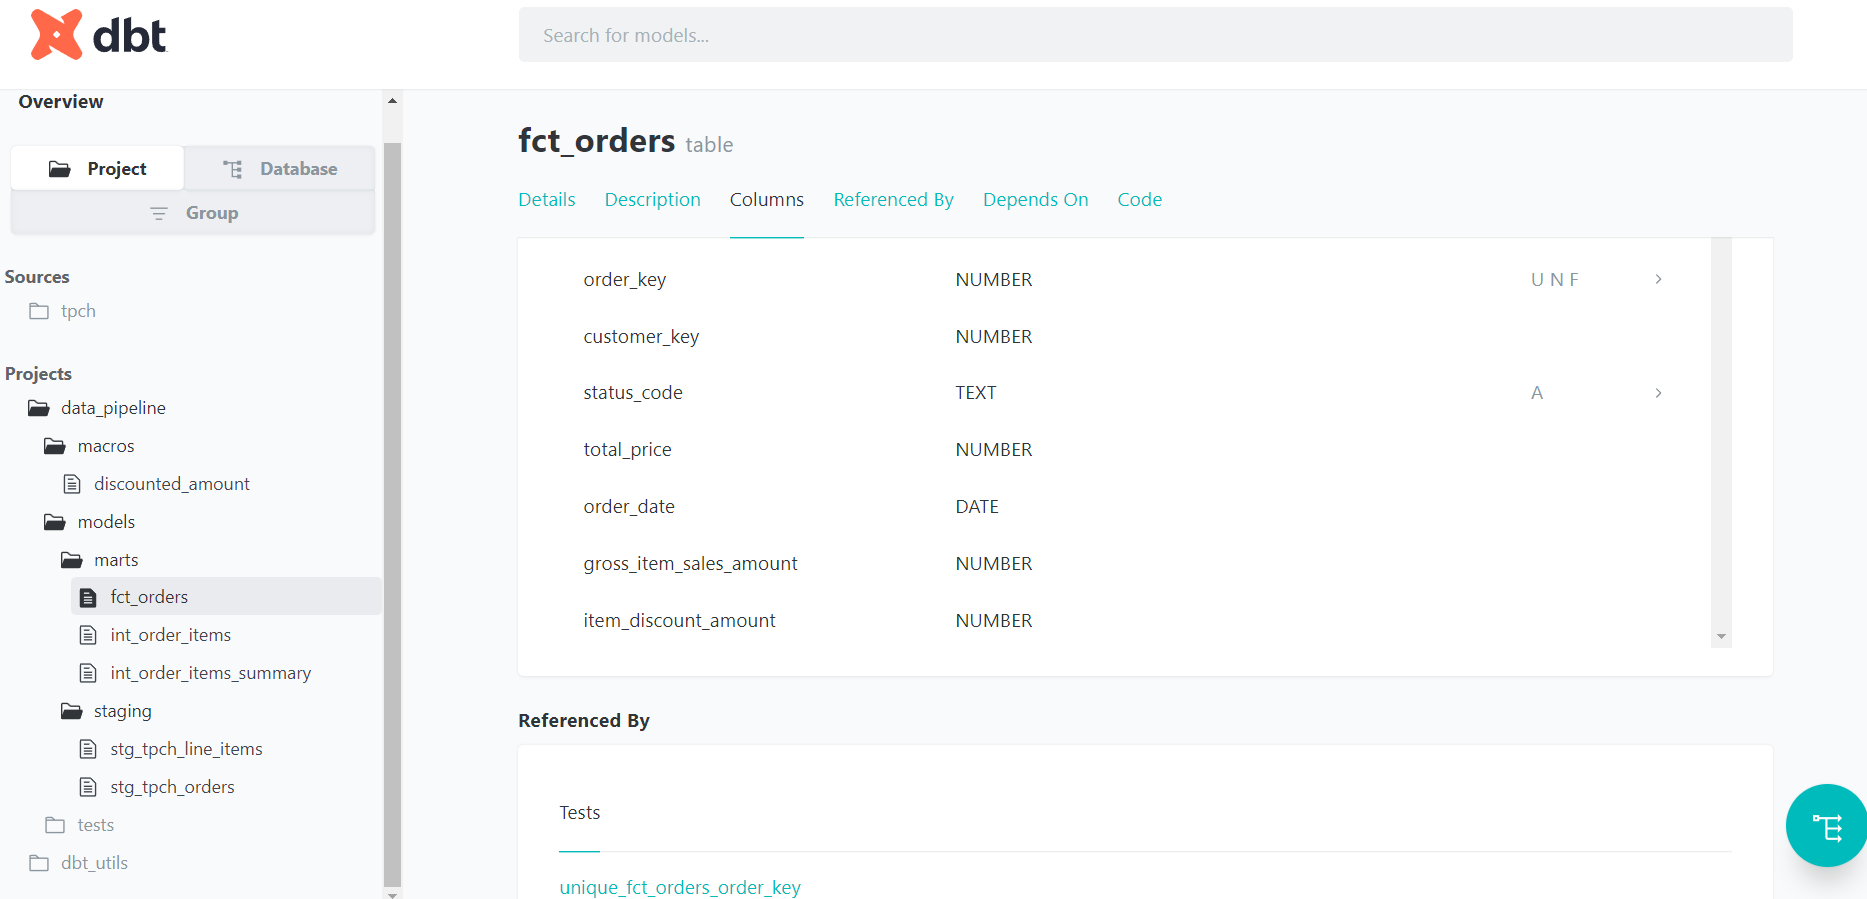 dbt
Search for models...
Overview
Project
Database
Group
Sources
tpch
Projects
data_pipeline
macros
discounted_amount
models
marts
fct_orders
int_order_items
int_order_items_summary
staging
stg_tpch_line_items
stg_tpch_orders
tests
dbt_utils
fct_orders table
Details Description Columns Referenced By Depends On Code
order_key NUMBER U N F
customer_key NUMBER
status_code TEXT A
total_price NUMBER
order_date DATE
gross_item_sales_amount NUMBER
item_discount_amount NUMBER
Referenced By
Tests
unique_fct_orders_order_key